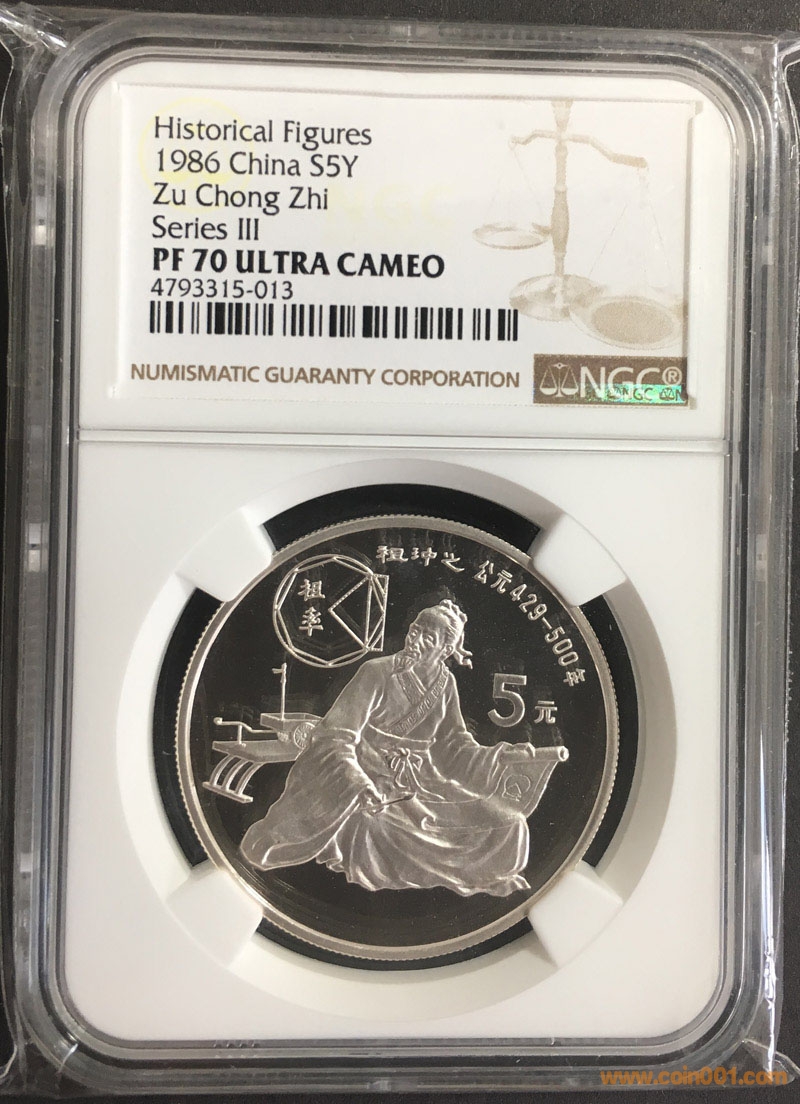 Historical Figures
1986 China S5Y
Zu Chong Zhi
Series III
PF 70 ULTRA CAMEO
4793315-013
NUMISMATIC GUARANTY CORPORATION
NGC®
NGC
NGC
祖冲之 公元429-500年
祖率
5元
www.coin001.com